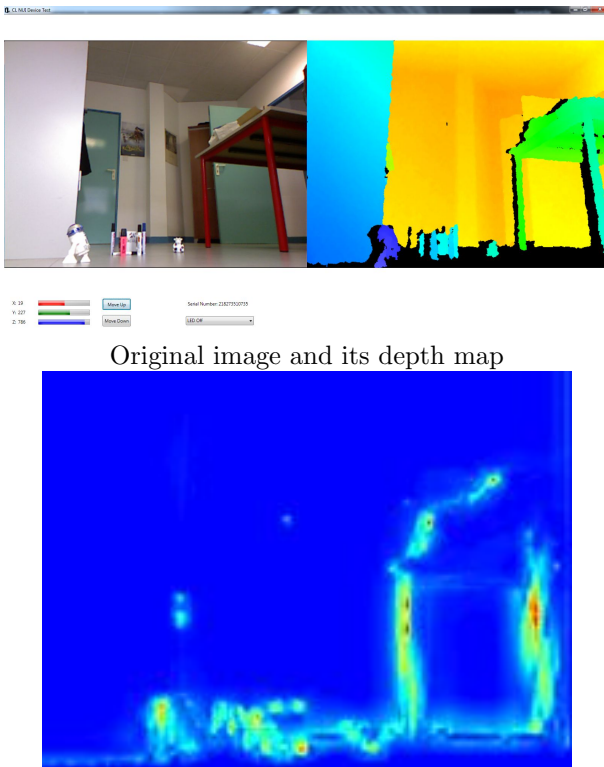 CL NUI Device Test
X: 19
Y: 227
Z: 786
Move Up
Move Down
Serial Number: 218273510735
LED Off
Original image and its depth map